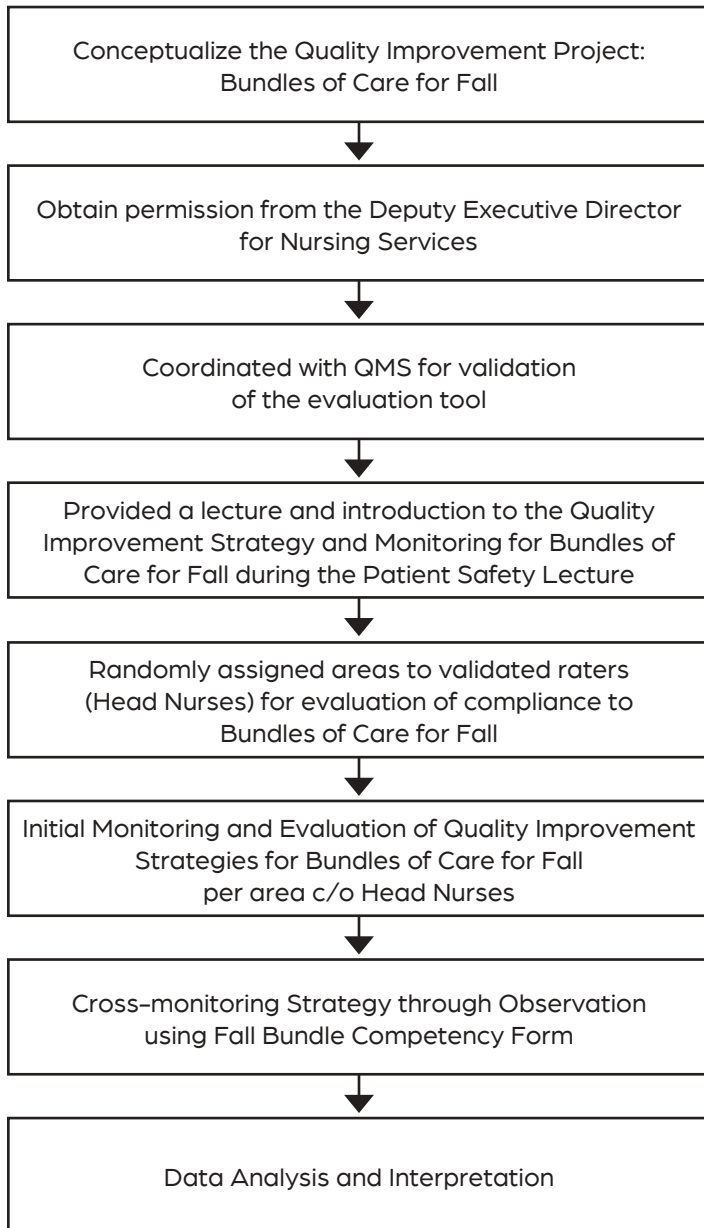 Conceptualize the Quality Improvement Project:
Bundles of Care for Fall
Obtain permission from the Deputy Executive Director
for Nursing Services
Coordinated with QMS for validation
of the evaluation tool
Provided a lecture and introduction to the Quality
Improvement Strategy and Monitoring for Bundles of
Care for Fall during the Patient Safety Lecture
Randomly assigned areas to validated raters
(Head Nurses) for evaluation of compliance to
Bundles of Care for Fall
Initial Monitoring and Evaluation of Quality Improvement
Strategies for Bundles of Care for Fall
per area c/o Head Nurses
Cross-monitoring Strategy through Observation
using Fall Bundle Competency Form
Data Analysis and Interpretation